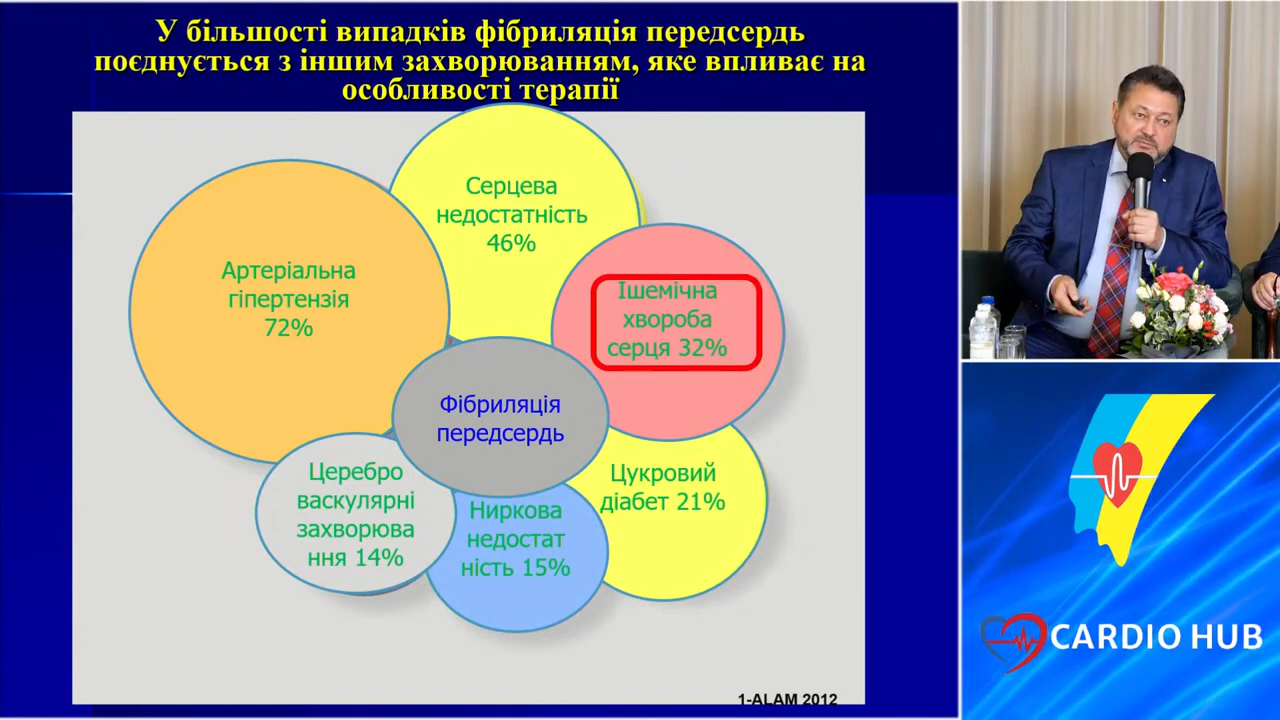 У більшості випадків фібриляція передсердь
поєднується з іншим захворюванням, яке впливає на
особливості терапії
Серцева
недостатність
46%
Артеріальна
гіпертензія
72%
Ішемічна
хвороба
серця 32%
Фібриляція
передсердь
Церебро
васкулярні
захворюва
ння 14%
Ниркова
недостат
ність 15%
Цукровий
діабет 21%
1-ALAM 2012
CARDIO HUB